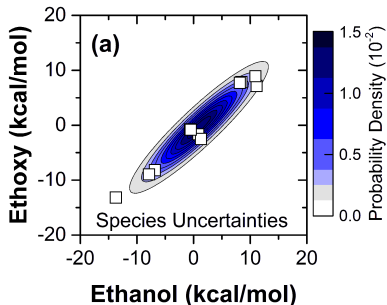 20
10
0
-10
-20
Ethoxy (kcal/mol)
(a)
Species Uncertainties
-20 -10 0 10 20
Ethanol (kcal/mol)
1.5
1.0
0.5
0.0
Probability Density (10⁻²)